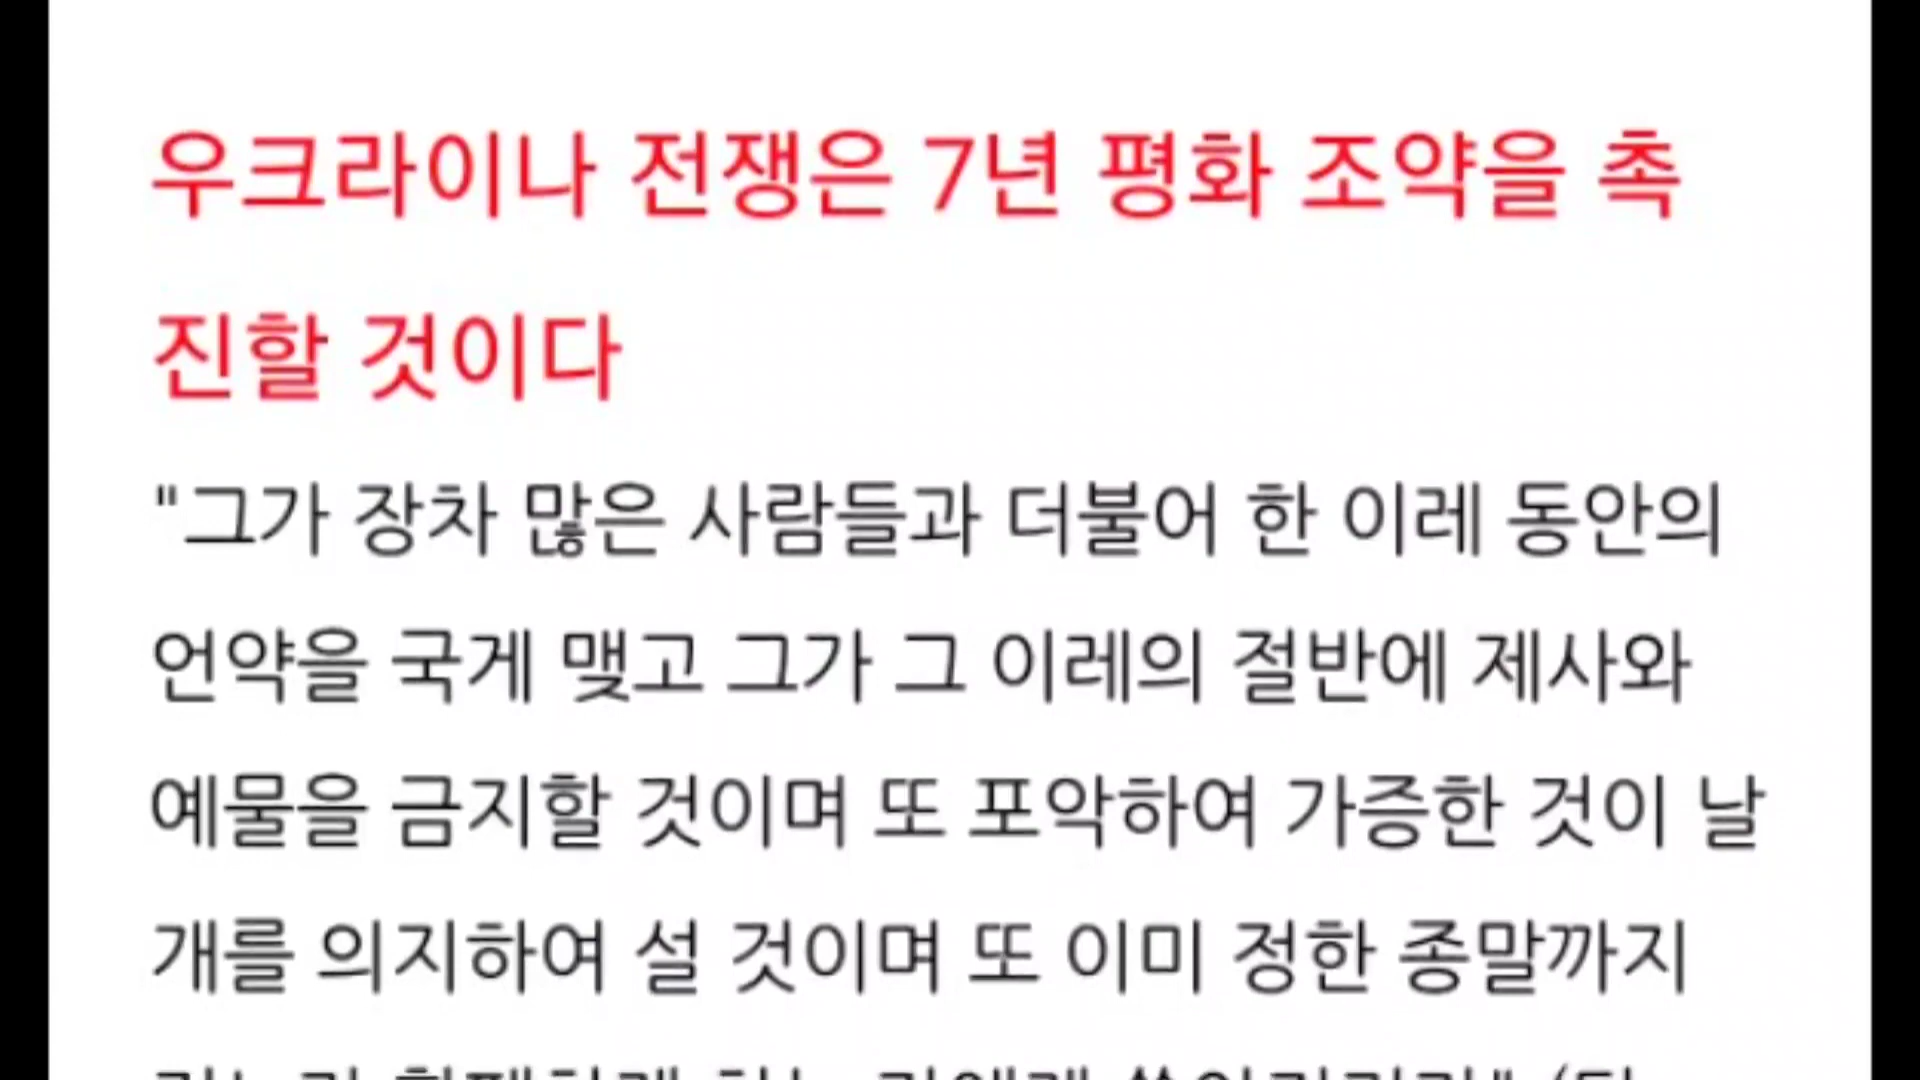 우크라이나 전쟁은 7년 평화 조약을 촉
진할 것이다
"그가 장차 많은 사람들과 더불어 한 이레 동안의
언약을 국게 맺고 그가 그 이레의 절반에 제사와
예물을 금지할 것이며 또 포악하여 가증한 것이 날
개를 의지하여 설 것이며 또 이미 정한 종말까지